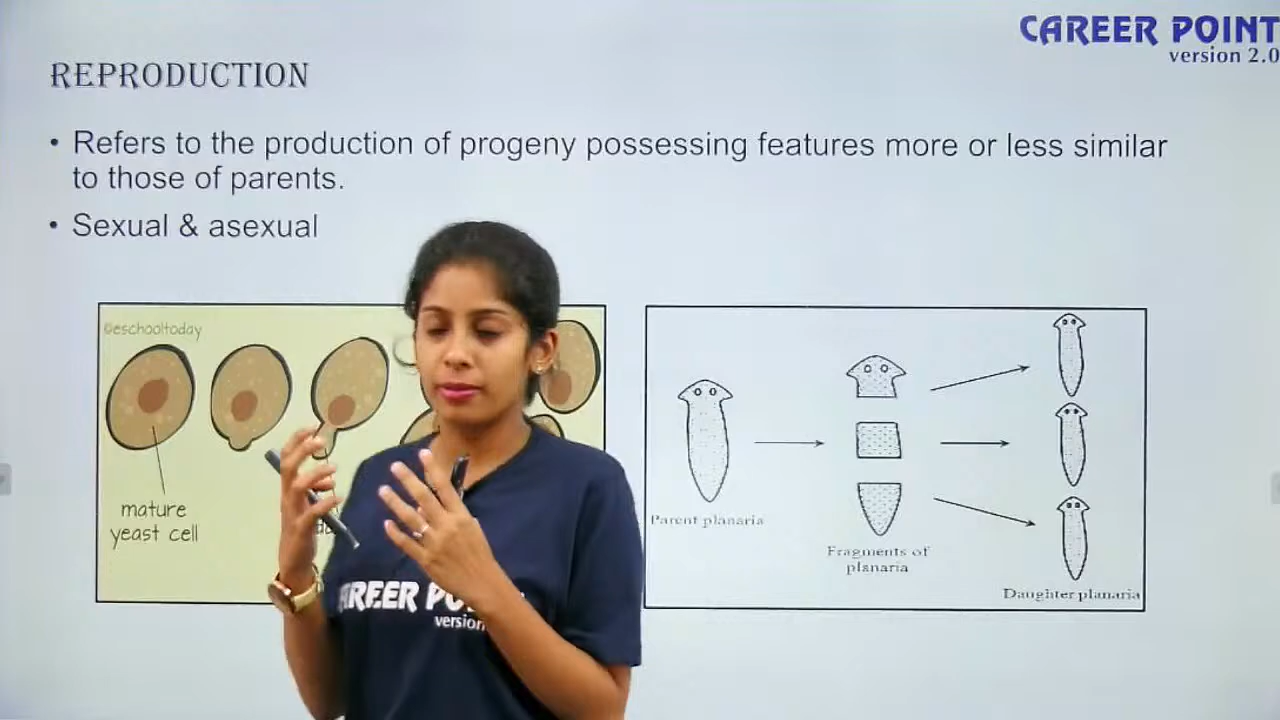 CAREER POINT
version 2.0
REPRODUCTION
• Refers to the production of progeny possessing features more or less similar
to those of parents.
• Sexual & asexual
©eschooltoday
mature
yeast cell
Parent planaria
Fragments of
planaria
Daughter planaria
CAREER
version